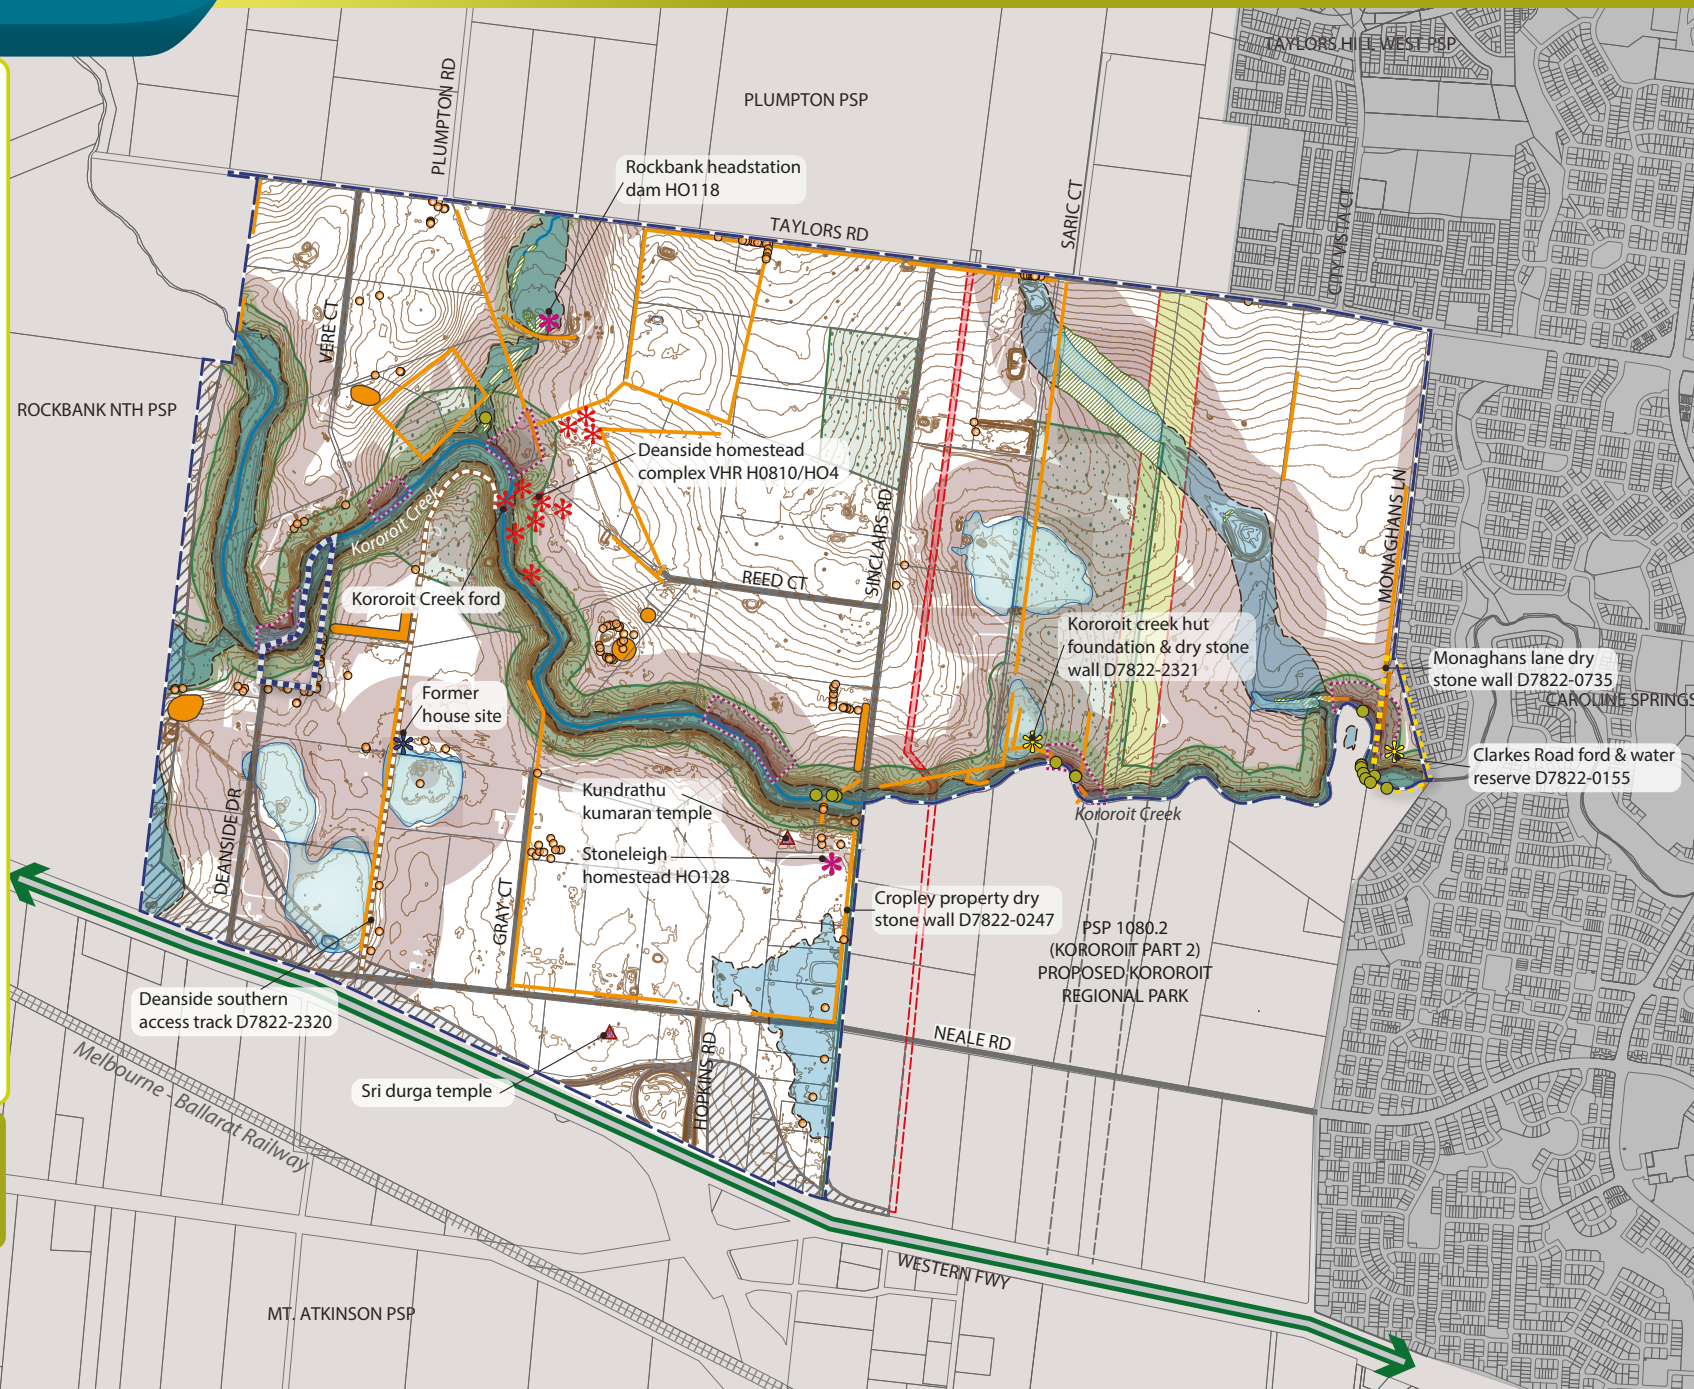 TAYLORS HILL WEST PSP
PLUMPTON RD
PLUMPTON PSP
Rockbank headstation
dam HO118
TAYLORS RD
SARIC CT
CITY VISTA CT
VERE CT
ROCKBANK NTH PSP
Deanside homestead
complex VHR H0810/HO4
SINCLAIRS RD
MONAGHANS LN
Kororoit Creek
REED CT
Kororoit Creek ford
Kororoit creek hut
foundation & dry stone
wall D7822-2321
Monaghans lane dry
stone wall D7822-0735
CAROLINE SPRINGS
Former
house site
Clarkes Road ford & water
reserve D7822-0155
Kundrathu
kumaran temple
Kororoit Creek
DEANSIDE DR
Stoneleigh
homestead HO128
GRAY CT
Cropley property dry
stone wall D7822-0247
PSP 1080.2
(KOROROIT PART 2)
PROPOSED KOROROIT
REGIONAL PARK
Deanside southern
access track D7822-2320
NEALE RD
HOPKINS RD
Sri durga temple
Melbourne - Ballarat Railway
WESTERN FWY
MT. ATKINSON PSP